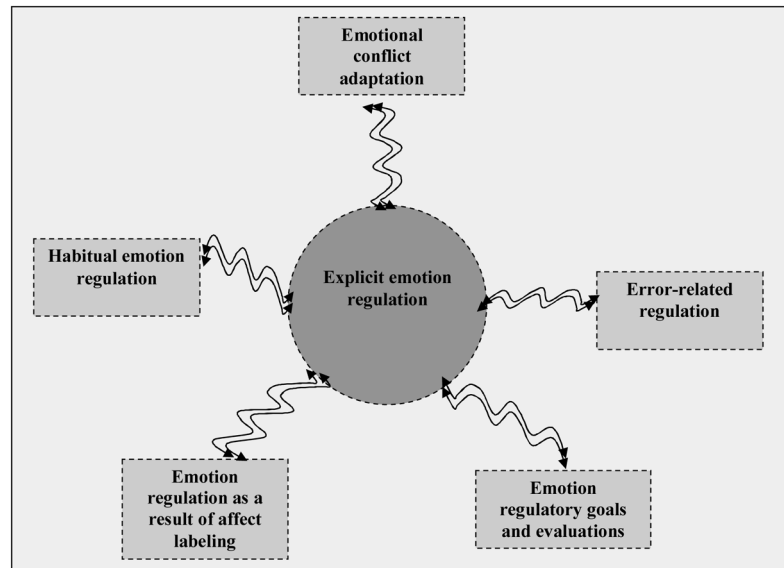 Emotional
conflict
adaptation
Habitual emotion
regulation
Explicit emotion
regulation
Error-related
regulation
Emotion
regulation as a
result of affect
labeling
Emotion
regulatory goals
and evaluations